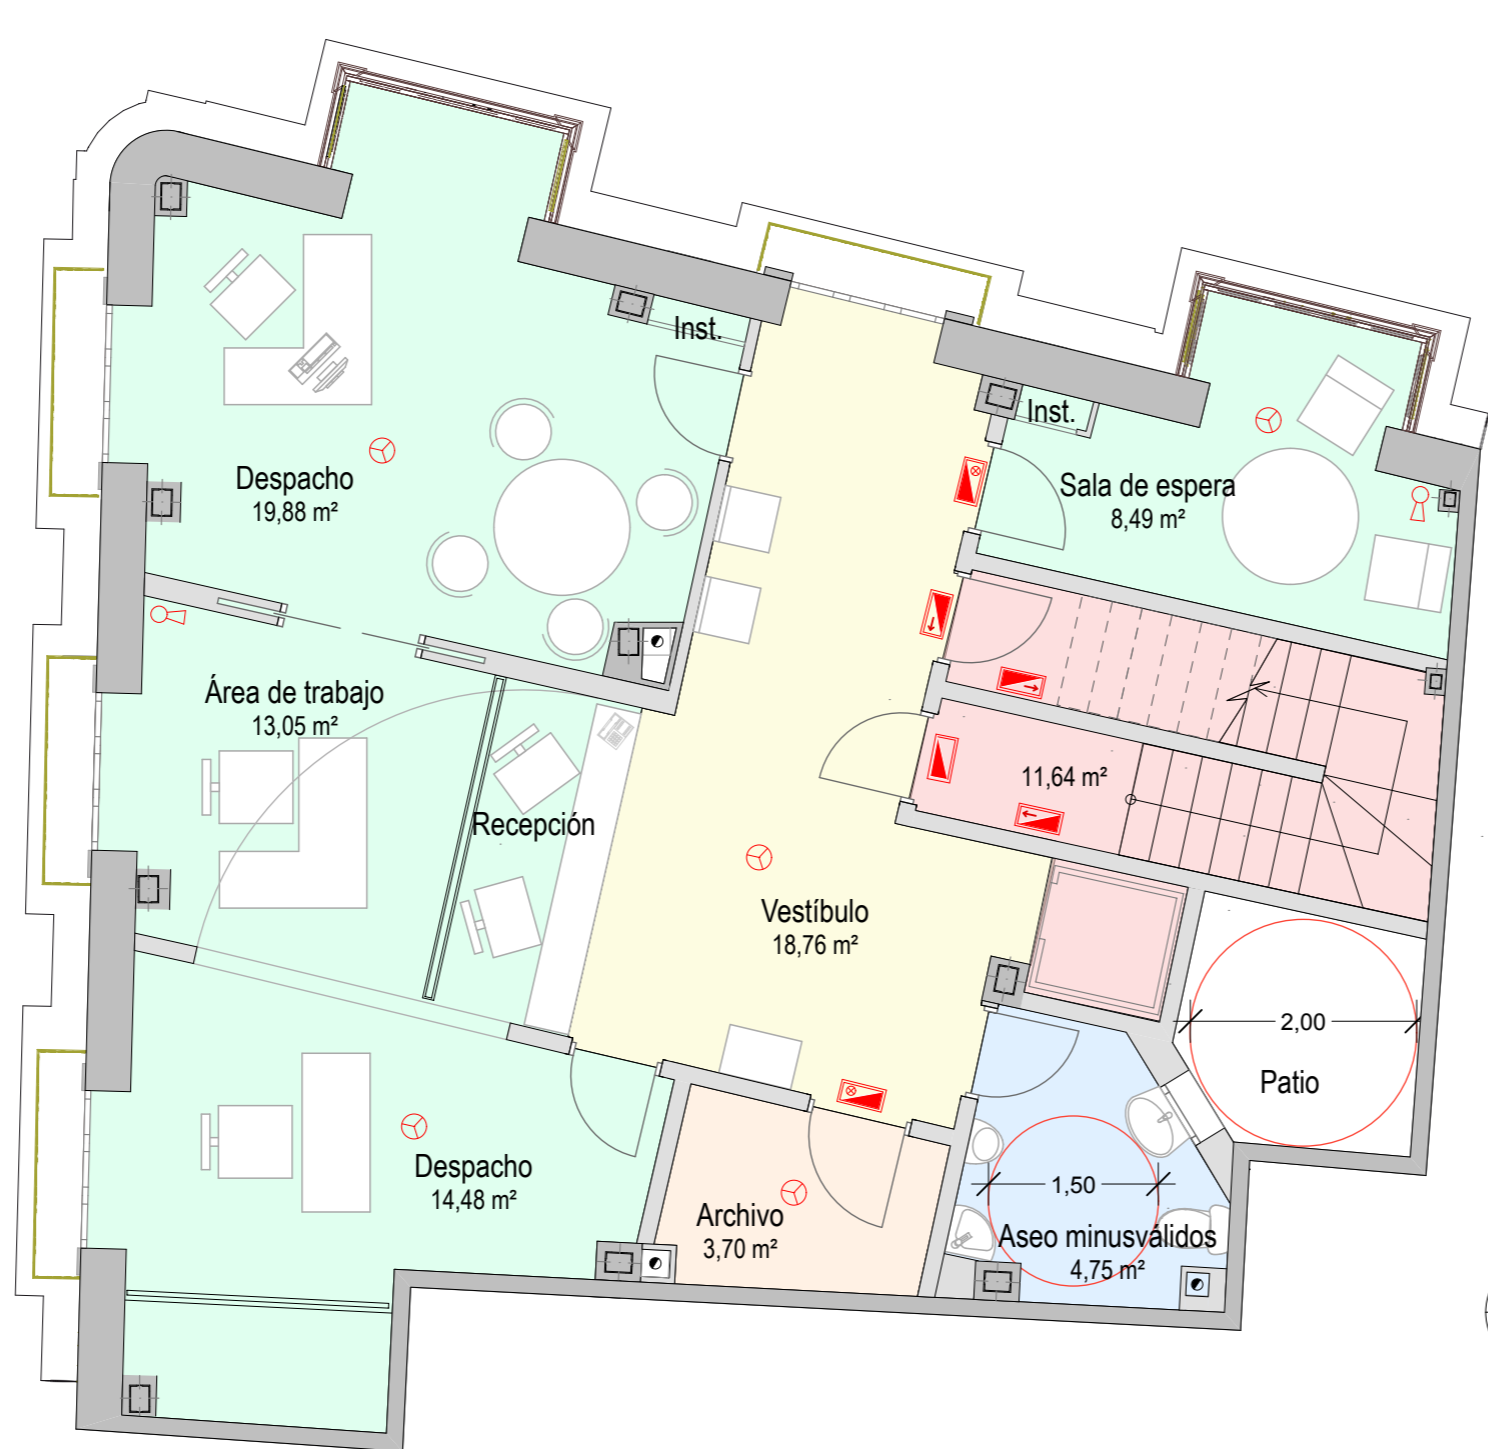 Inst.
Inst.
Despacho
19,88 m²
Sala de espera
8,49 m²
Área de trabajo
13,05 m²
11,64 m²
Recepción
Vestíbulo
18,76 m²
2,00
Patio
Despacho
14,48 m²
1,50
Archivo
3,70 m²
Aseo minusválidos
4,75 m²